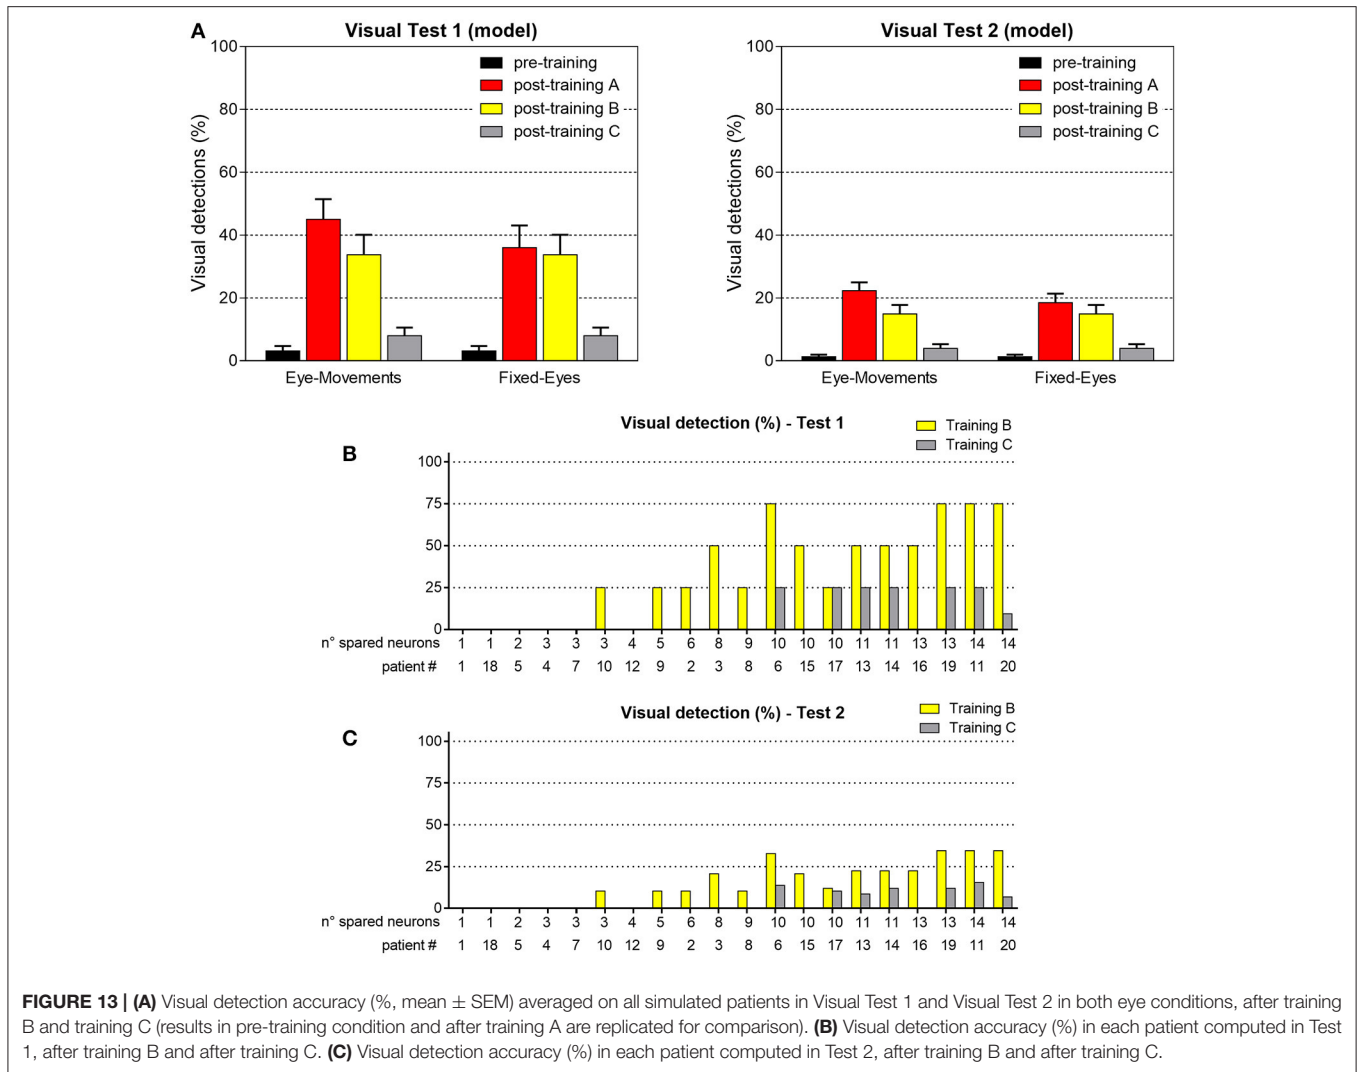 A
Visual Test 1 (model)
100
80
60
40
20
0
Visual detections (%)
pre-training
post-training A
post-training B
post-training C
Eye-Movements Fixed-Eyes
Visual Test 2 (model)
100
80
60
40
20
0
Visual detections (%)
pre-training
post-training A
post-training B
post-training C
Eye-Movements Fixed-Eyes
B
Visual detection (%) - Test 1
Training B
Training C
100
75
50
25
0
n° spared neurons 1 1 2 3 3 3 4 5 6 8 9 10 10 10 11 11 13 13 14 14
patient # 1 18 5 4 7 10 12 9 2 3 8 6 15 17 13 14 16 19 11 20
C
Visual detection (%) - Test 2
Training B
Training C
100
75
50
25
0
n° spared neurons 1 1 2 3 3 3 4 5 6 8 9 10 10 10 11 11 13 13 14 14
patient # 1 18 5 4 7 10 12 9 2 3 8 6 15 17 13 14 16 19 11 20
FIGURE 13 | (A) Visual detection accuracy (%, mean ± SEM) averaged on all simulated patients in Visual Test 1 and Visual Test 2 in both eye conditions, after training
B and training C (results in pre-training condition and after training A are replicated for comparison). (B) Visual detection accuracy (%) in each patient computed in Test
1, after training B and after training C. (C) Visual detection accuracy (%) in each patient computed in Test 2, after training B and after training C.